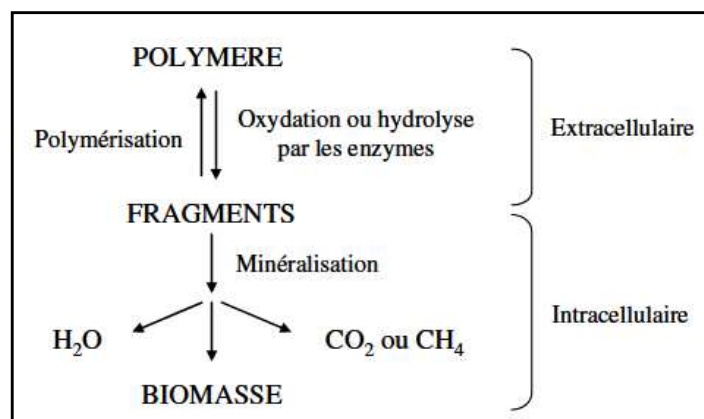 POLYMERE
Polymérisation
Oxydation ou hydrolyse
par les enzymes
Extracellulaire
FRAGMENTS
Minéralisation
Intracellulaire
H₂O
CO₂ ou CH₄
BIOMASSE